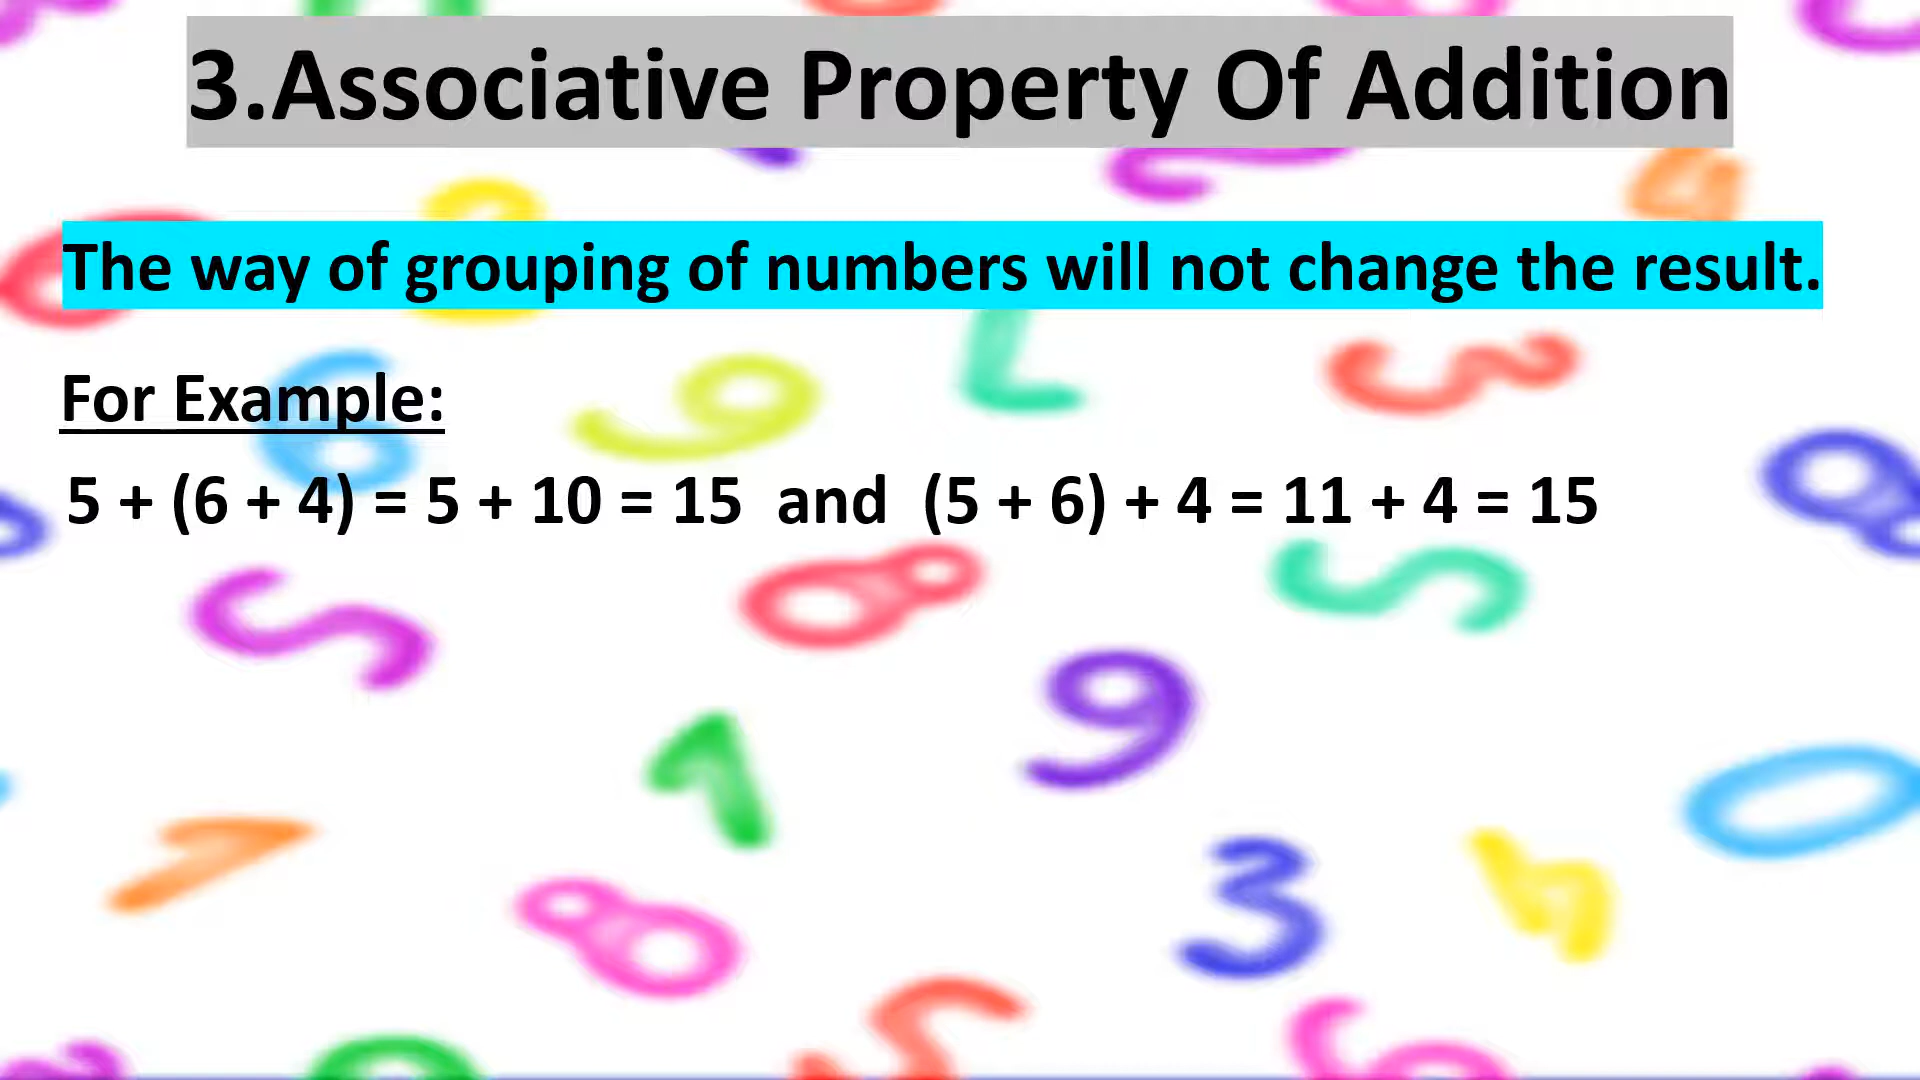 3.Associative Property Of Addition
The way of grouping of numbers will not change the result.
For Example:
5 + (6 + 4) = 5 + 10 = 15  and  (5 + 6) + 4 = 11 + 4 = 15